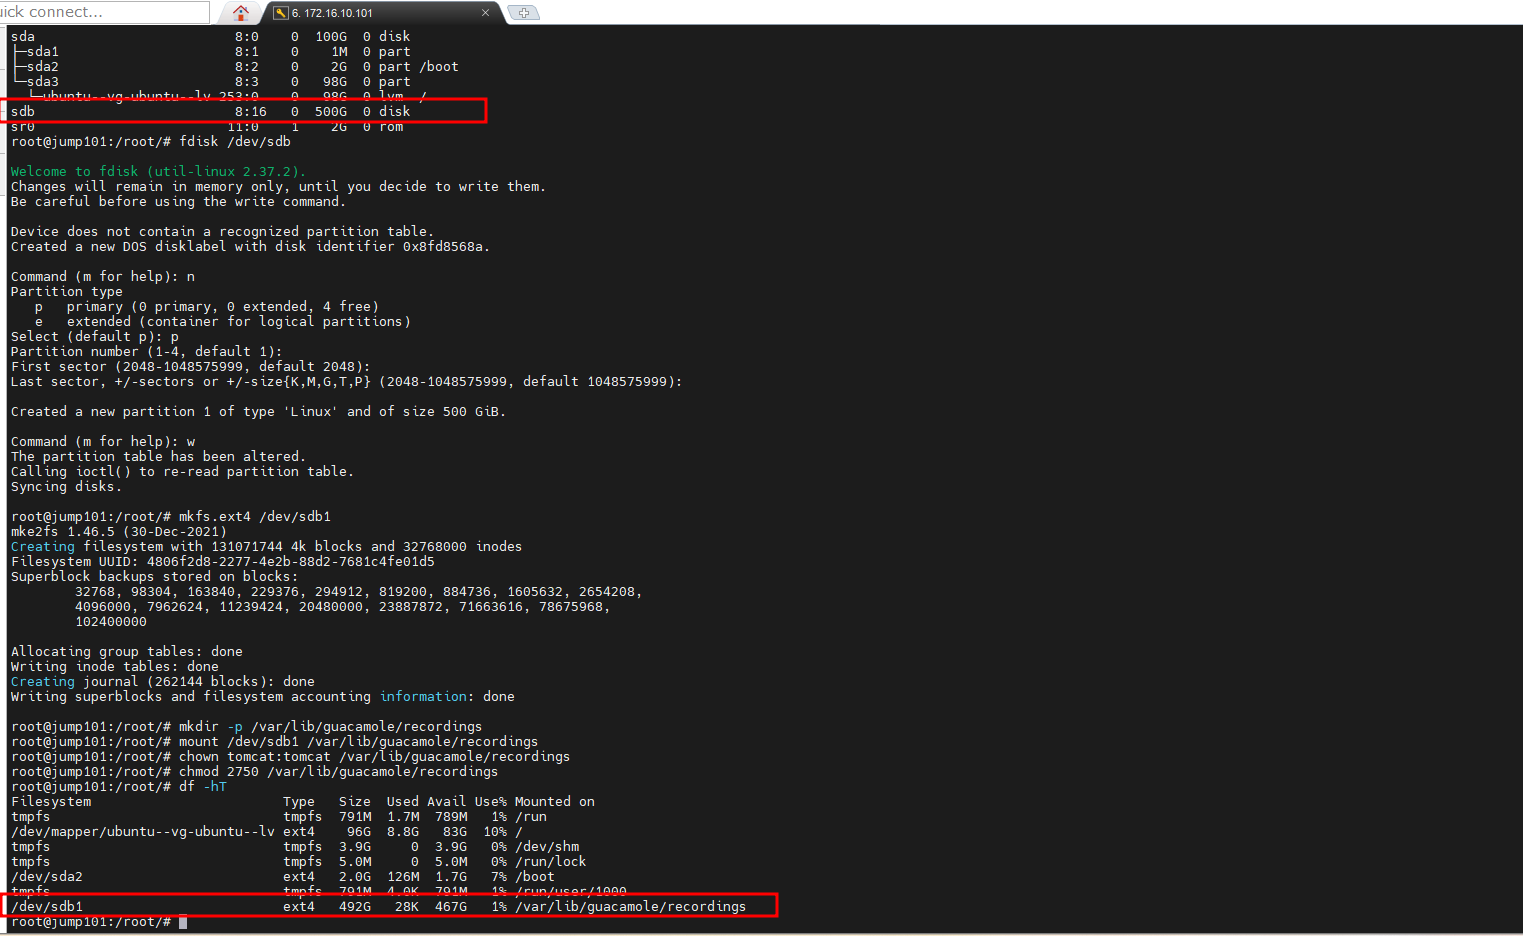 uick connect...
6. 172.16.10.101
sda                         8:0    0  100G  0 disk
├─sda1                      8:1    0    1M  0 part
├─sda2                      8:2    0    2G  0 part /boot
└─sda3                      8:3    0   98G  0 part
  └─ubuntu--vg-ubuntu--lv 253:0    0   98G  0 lvm  /
sdb                         8:16   0  500G  0 disk
sr0                        11:0    1    2G  0 rom
root@jump101:/root/# fdisk /dev/sdb
Welcome to fdisk (util-linux 2.37.2).
Changes will remain in memory only, until you decide to write them.
Be careful before using the write command.
Device does not contain a recognized partition table.
Created a new DOS disklabel with disk identifier 0x8fd8568a.
Command (m for help): n
Partition type
   p   primary (0 primary, 0 extended, 4 free)
   e   extended (container for logical partitions)
Select (default p): p
Partition number (1-4, default 1):
First sector (2048-1048575999, default 2048):
Last sector, +/-sectors or +/-size{K,M,G,T,P} (2048-1048575999, default 1048575999):
Created a new partition 1 of type 'Linux' and of size 500 GiB.
Command (m for help): w
The partition table has been altered.
Calling ioctl() to re-read partition table.
Syncing disks.
root@jump101:/root/# mkfs.ext4 /dev/sdb1
mke2fs 1.46.5 (30-Dec-2021)
Creating filesystem with 131071744 4k blocks and 32768000 inodes
Filesystem UUID: 4806f2d8-2277-4e2b-88d2-7681c4fe01d5
Superblock backups stored on blocks:
        32768, 98304, 163840, 229376, 294912, 819200, 884736, 1605632, 2654208,
        4096000, 7962624, 11239424, 20480000, 23887872, 71663616, 78675968,
        102400000
Allocating group tables: done
Writing inode tables: done
Creating journal (262144 blocks): done
Writing superblocks and filesystem accounting information: done
root@jump101:/root/# mkdir -p /var/lib/guacamole/recordings
root@jump101:/root/# mount /dev/sdb1 /var/lib/guacamole/recordings
root@jump101:/root/# chown tomcat:tomcat /var/lib/guacamole/recordings
root@jump101:/root/# chmod 2750 /var/lib/guacamole/recordings
root@jump101:/root/# df -hT
Filesystem                        Type   Size  Used Avail Use% Mounted on
tmpfs                             tmpfs  791M  1.7M  789M   1% /run
/dev/mapper/ubuntu--vg-ubuntu--lv ext4    96G  8.8G   83G  10% /
tmpfs                             tmpfs  3.9G     0  3.9G   0% /dev/shm
tmpfs                             tmpfs  5.0M     0  5.0M   0% /run/lock
/dev/sda2                         ext4   2.0G  126M  1.7G   7% /boot
tmpfs                             tmpfs  791M  4.0K  791M   1% /run/user/1000
/dev/sdb1                         ext4   492G   28K  467G   1% /var/lib/guacamole/recordings
root@jump101:/root/#